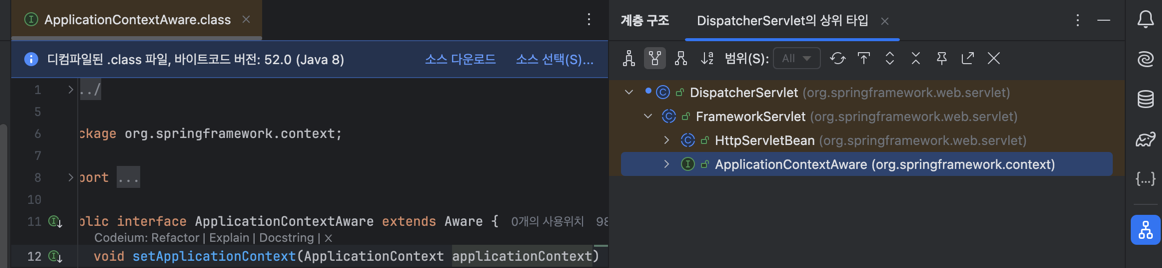 ApplicationContextAware.class
디컴파일된 .class 파일, 바이트코드 버전: 52.0 (Java 8)
소스 다운로드
소스 선택(S)...
1 ../
5
6 ckage org.springframework.context;
7
8 port ...
10
11 blic interface ApplicationContextAware extends Aware { 0개의 사용위치 98
Codeium: Refactor | Explain | Docstring | ×
12 void setApplicationContext(ApplicationContext applicationContext)
계층 구조
DispatcherServlet의 상위 타입
범위(S): All
DispatcherServlet (org.springframework.web.servlet)
FrameworkServlet (org.springframework.web.servlet)
HttpServletBean (org.springframework.web.servlet)
ApplicationContextAware (org.springframework.context)